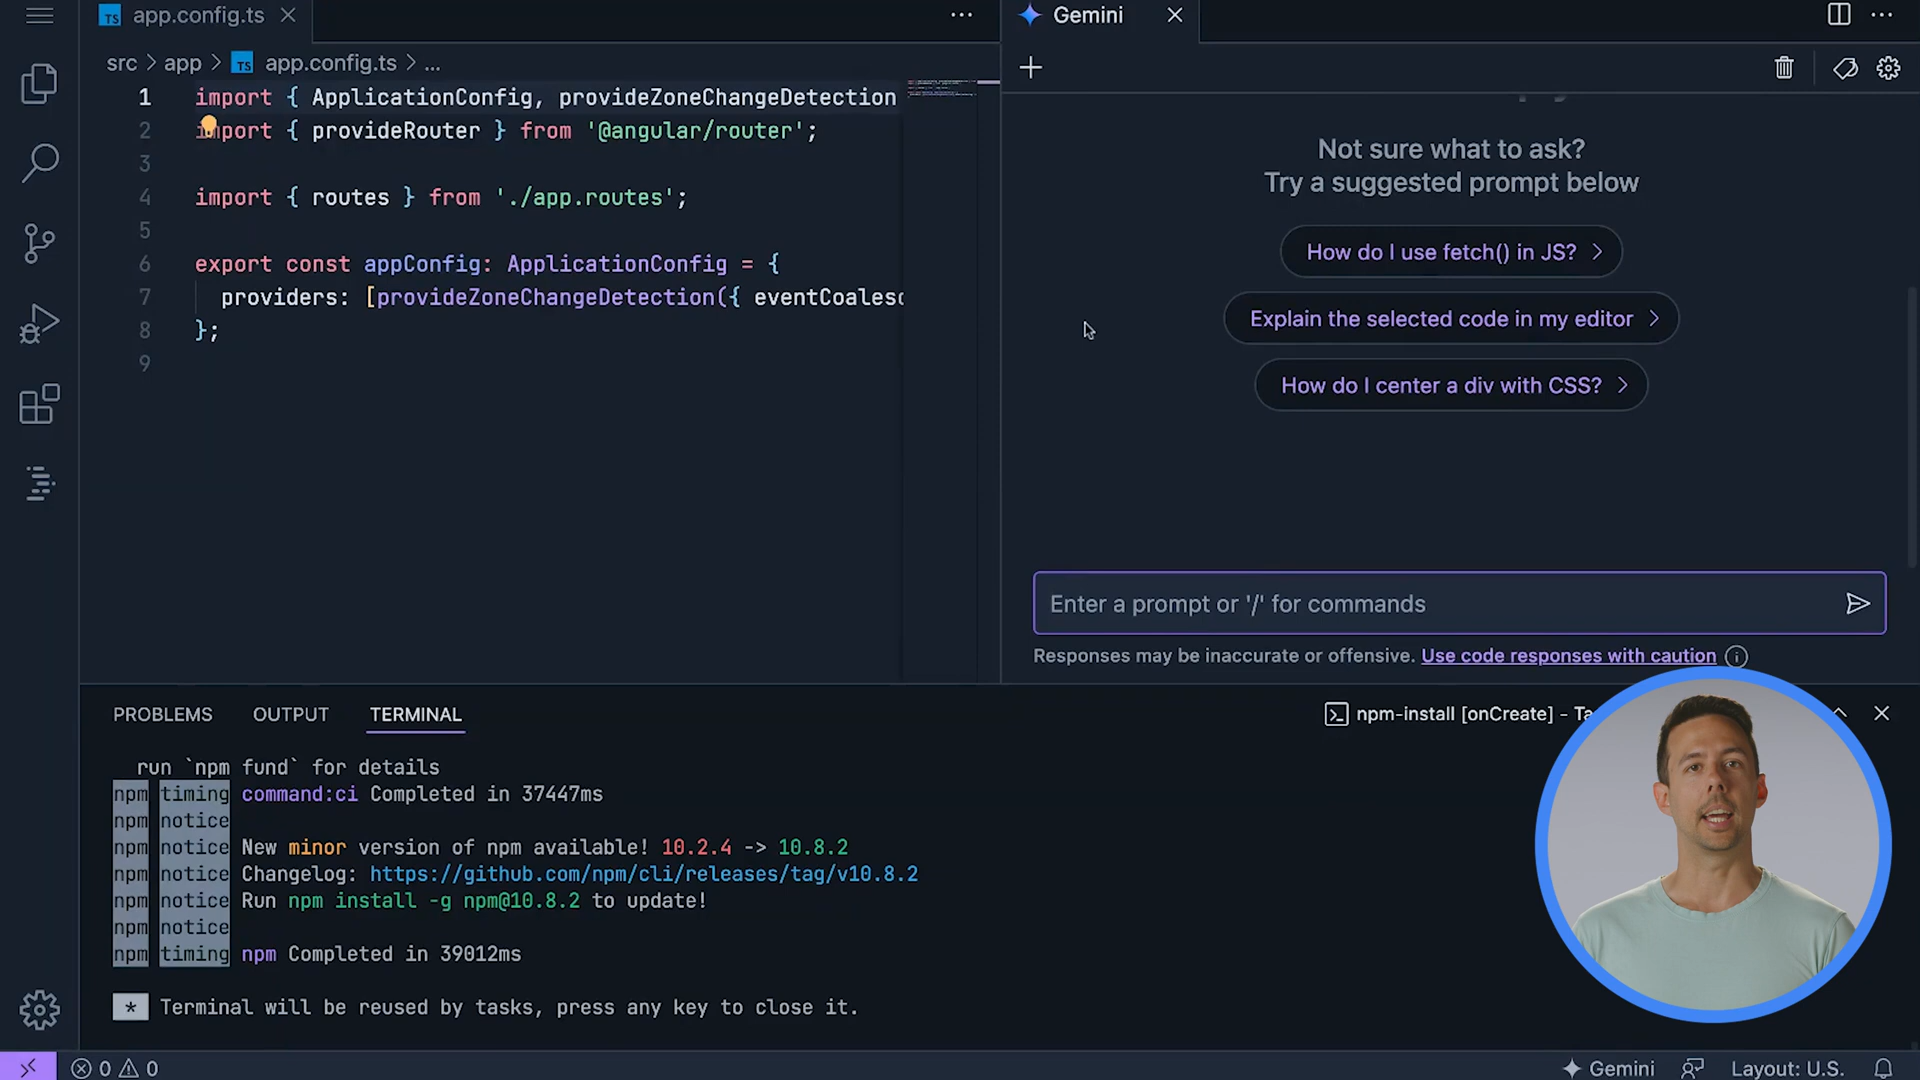 TS app.config.ts
Gemini
src > app > TS app.config.ts > ...
1 import { ApplicationConfig, provideZoneChangeDetection
2 import { provideRouter } from '@angular/router';
3
4 import { routes } from './app.routes';
5
6 export const appConfig: ApplicationConfig = {
7 providers: [provideZoneChangeDetection({ eventCoalesc
8 };
9
Not sure what to ask?
Try a suggested prompt below
How do I use fetch() in JS?
Explain the selected code in my editor
How do I center a div with CSS?
Enter a prompt or '/' for commands
Responses may be inaccurate or offensive. Use code responses with caution
PROBLEMS OUTPUT TERMINAL
npm-install [onCreate] - Ta
run `npm fund` for details
npm timing command:ci Completed in 37447ms
npm notice
npm notice New minor version of npm available! 10.2.4 -> 10.8.2
npm notice Changelog: https://github.com/npm/cli/releases/tag/v10.8.2
npm notice Run npm install -g npm@10.8.2 to update!
npm notice
npm timing npm Completed in 39012ms
* Terminal will be reused by tasks, press any key to close it.
0 0
Gemini
Layout: U.S.